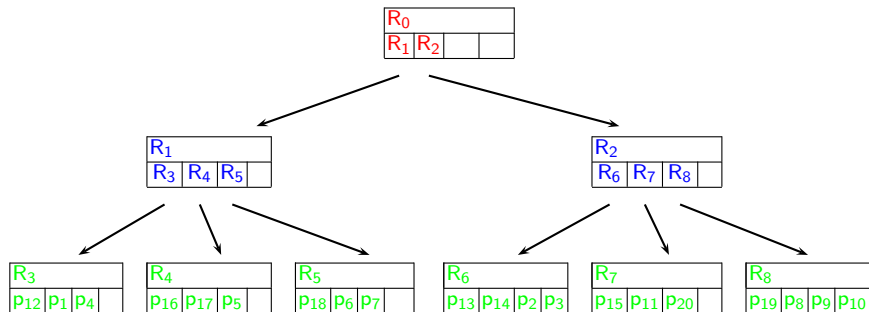 R₀
R₁ R₂
R₁ R₂
R₃ R₄ R₅ R₆ R₇ R₈
R₃ R₄ R₅ R₆ R₇ R₈
p₁₂ p₁ p₄ p₁₆ p₁₇ p₅ p₁₈ p₆ p₇ p₁₃ p₁₄ p₂ p₃ p₁₅ p₁₁ p₂₀ p₁₉ p₈ p₉ p₁₀